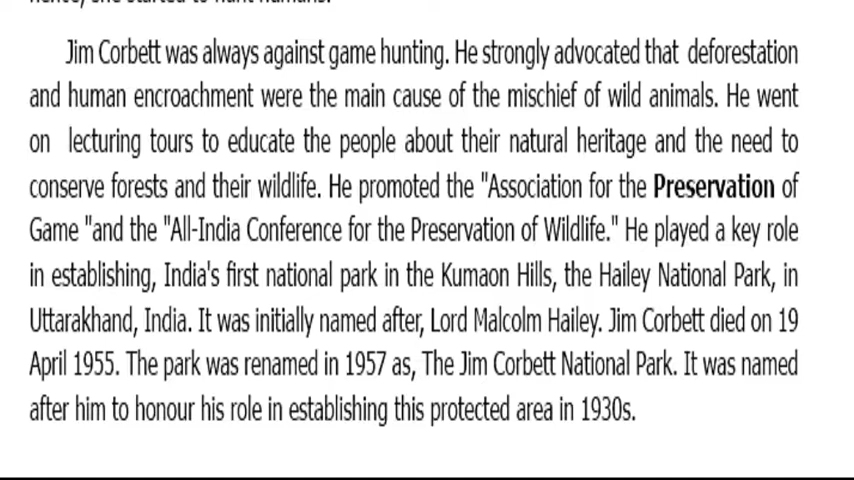 hence, she started to hunt humans.
Jim Corbett was always against game hunting. He strongly advocated that deforestation
and human encroachment were the main cause of the mischief of wild animals. He went
on lecturing tours to educate the people about their natural heritage and the need to
conserve forests and their wildlife. He promoted the "Association for the Preservation of
Game "and the "All-India Conference for the Preservation of Wildlife." He played a key role
in establishing, India's first national park in the Kumaon Hills, the Hailey National Park, in
Uttarakhand, India. It was initially named after, Lord Malcolm Hailey. Jim Corbett died on 19
April 1955. The park was renamed in 1957 as, The Jim Corbett National Park. It was named
after him to honour his role in establishing this protected area in 1930s.